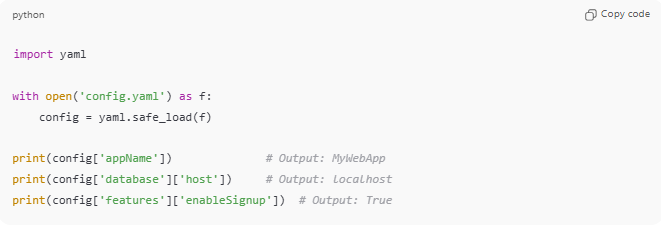 python
Copy code
import yaml
with open('config.yaml') as f:
    config = yaml.safe_load(f)
print(config['appName'])              # Output: MyWebApp
print(config['database']['host'])     # Output: localhost
print(config['features']['enableSignup'])  # Output: True